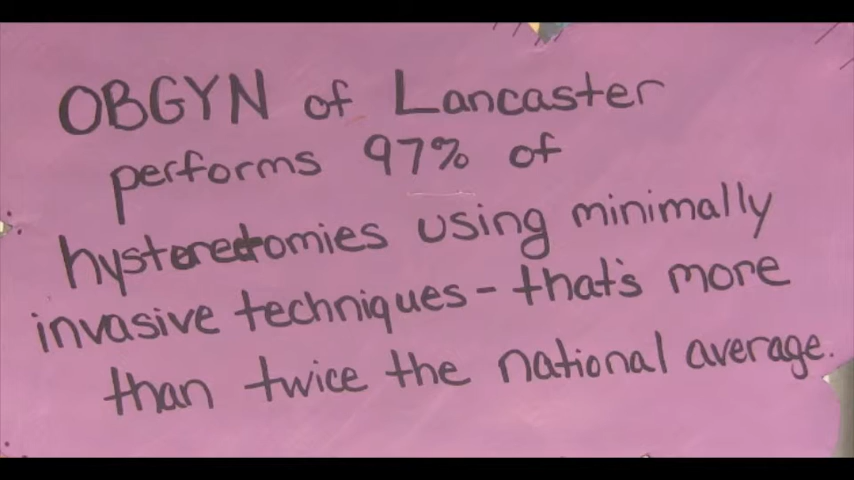 OBGYN of Lancaster
performs 97% of
hysterectomies using minimally
invasive techniques - that's more
than twice the national average.